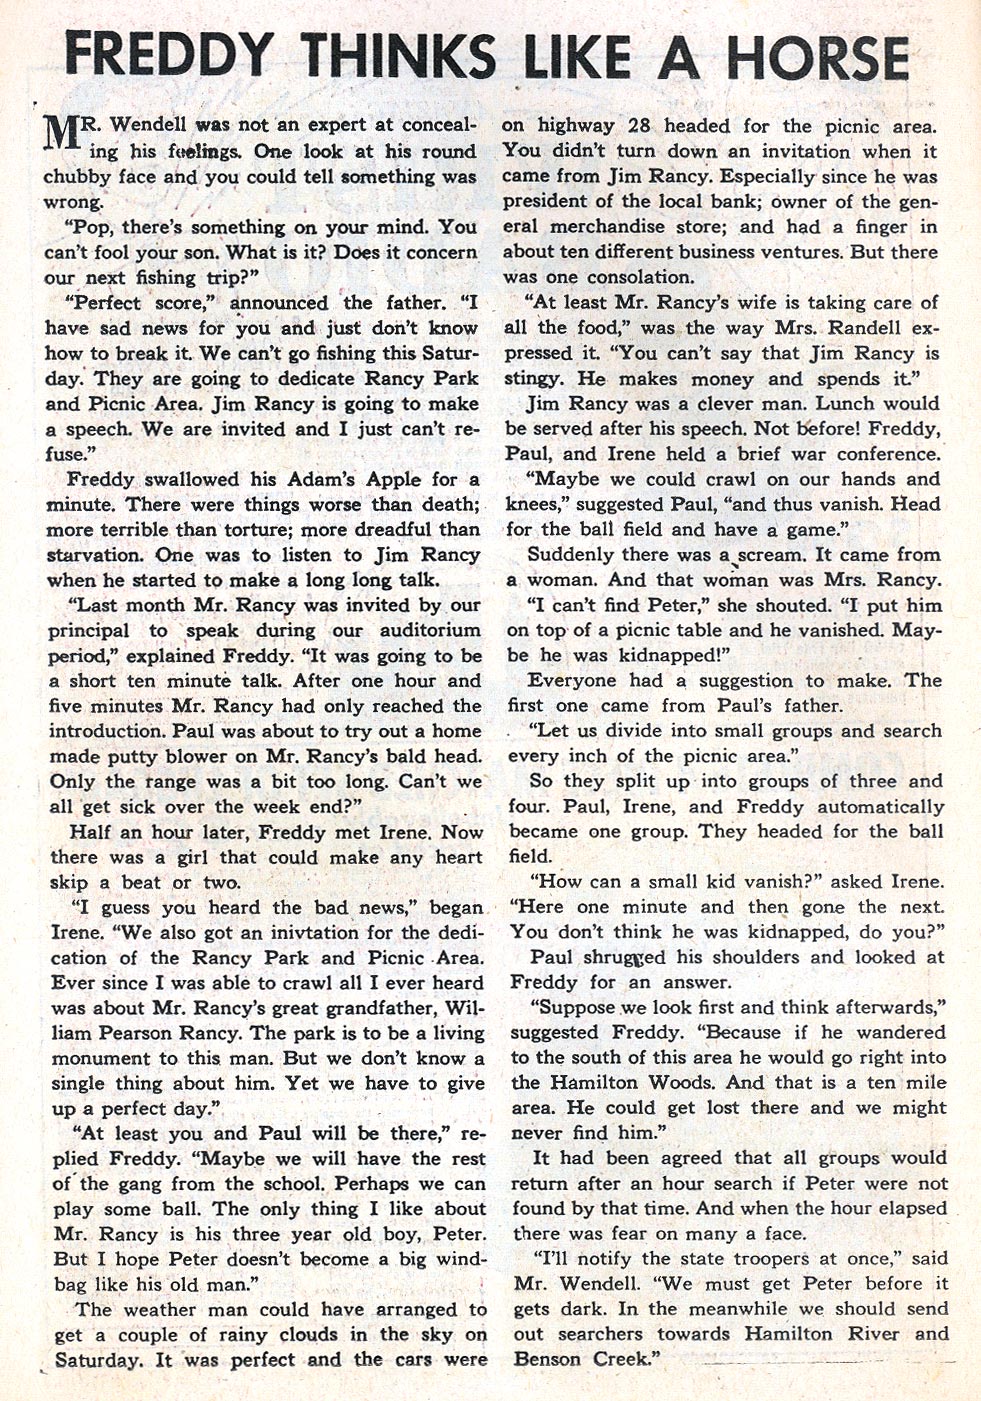 FREDDY THINKS LIKE A HORSE
MR. Wendell was not an expert at conceal-
ing his feelings. One look at his round
chubby face and you could tell something was
wrong.
“Pop, there’s something on your mind. You
can’t fool your son. What is it? Does it concern
our next fishing trip?”
“Perfect score,” announced the father. “I
have sad news for you and just don’t know
how to break it. We can’t go fishing this Satur-
day. They are going to dedicate Rancy Park
and Picnic Area. Jim Rancy is going to make
a speech. We are invited and I just can’t re-
fuse.”
Freddy swallowed his Adam’s Apple for a
minute. There were things worse than death;
more terrible than torture; more dreadful than
starvation. One was to listen to Jim Rancy
when he started to make a long long talk.
“Last month Mr. Rancy was invited by our
principal to speak during our auditorium
period,” explained Freddy. “It was going to be
a short ten minute talk. After one hour and
five minutes Mr. Rancy had only reached the
introduction. Paul was about to try out a home
made putty blower on Mr. Rancy’s bald head.
Only the range was a bit too long. Can’t we
all get sick over the week end?”
Half an hour later, Freddy met Irene. Now
there was a girl that could make any heart
skip a beat or two.
“I guess you heard the bad news,” began
Irene. “We also got an inivtation for the dedi-
cation of the Rancy Park and Picnic Area.
Ever since I was able to crawl all I ever heard
was about Mr. Rancy’s great grandfather, Wil-
liam Pearson Rancy. The park is to be a living
monument to this man. But we don’t know a
single thing about him. Yet we have to give
up a perfect day.”
“At least you and Paul will be there,” re-
plied Freddy. “Maybe we will have the rest
of the gang from the school. Perhaps we can
play some ball. The only thing I like about
Mr. Rancy is his three year old boy, Peter.
But I hope Peter doesn’t become a big wind-
bag like his old man.”
The weather man could have arranged to
get a couple of rainy clouds in the sky on
Saturday. It was perfect and the cars were
on highway 28 headed for the picnic area.
You didn’t turn down an invitation when it
came from Jim Rancy. Especially since he was
president of the local bank; owner of the gen-
eral merchandise store; and had a finger in
about ten different business ventures. But there
was one consolation.
“At least Mr. Rancy’s wife is taking care of
all the food,” was the way Mrs. Randell ex-
pressed it. “You can’t say that Jim Rancy is
stingy. He makes money and spends it.”
Jim Rancy was a clever man. Lunch would
be served after his speech. Not before! Freddy,
Paul, and Irene held a brief war conference.
“Maybe we could crawl on our hands and
knees,” suggested Paul, “and thus vanish. Head
for the ball field and have a game.”
Suddenly there was a scream. It came from
a woman. And that woman was Mrs. Rancy.
“I can’t find Peter,” she shouted. “I put him
on top of a picnic table and he vanished. May-
be he was kidnapped!”
Everyone had a suggestion to make. The
first one came from Paul’s father.
“Let us divide into small groups and search
every inch of the picnic area.”
So they split up into groups of three and
four. Paul, Irene, and Freddy automatically
became one group. They headed for the ball
field.
“How can a small kid vanish?” asked Irene.
“Here one minute and then gone the next.
You don’t think he was kidnapped, do you?”
Paul shrugged his shoulders and looked at
Freddy for an answer.
“Suppose we look first and think afterwards,”
suggested Freddy. “Because if he wandered
to the south of this area he would go right into
the Hamilton Woods. And that is a ten mile
area. He could get lost there and we might
never find him.”
It had been agreed that all groups would
return after an hour search if Peter were not
found by that time. And when the hour elapsed
there was fear on many a face.
“I’ll notify the state troopers at once,” said
Mr. Wendell. “We must get Peter before it
gets dark. In the meanwhile we should send
out searchers towards Hamilton River and
Benson Creek.”